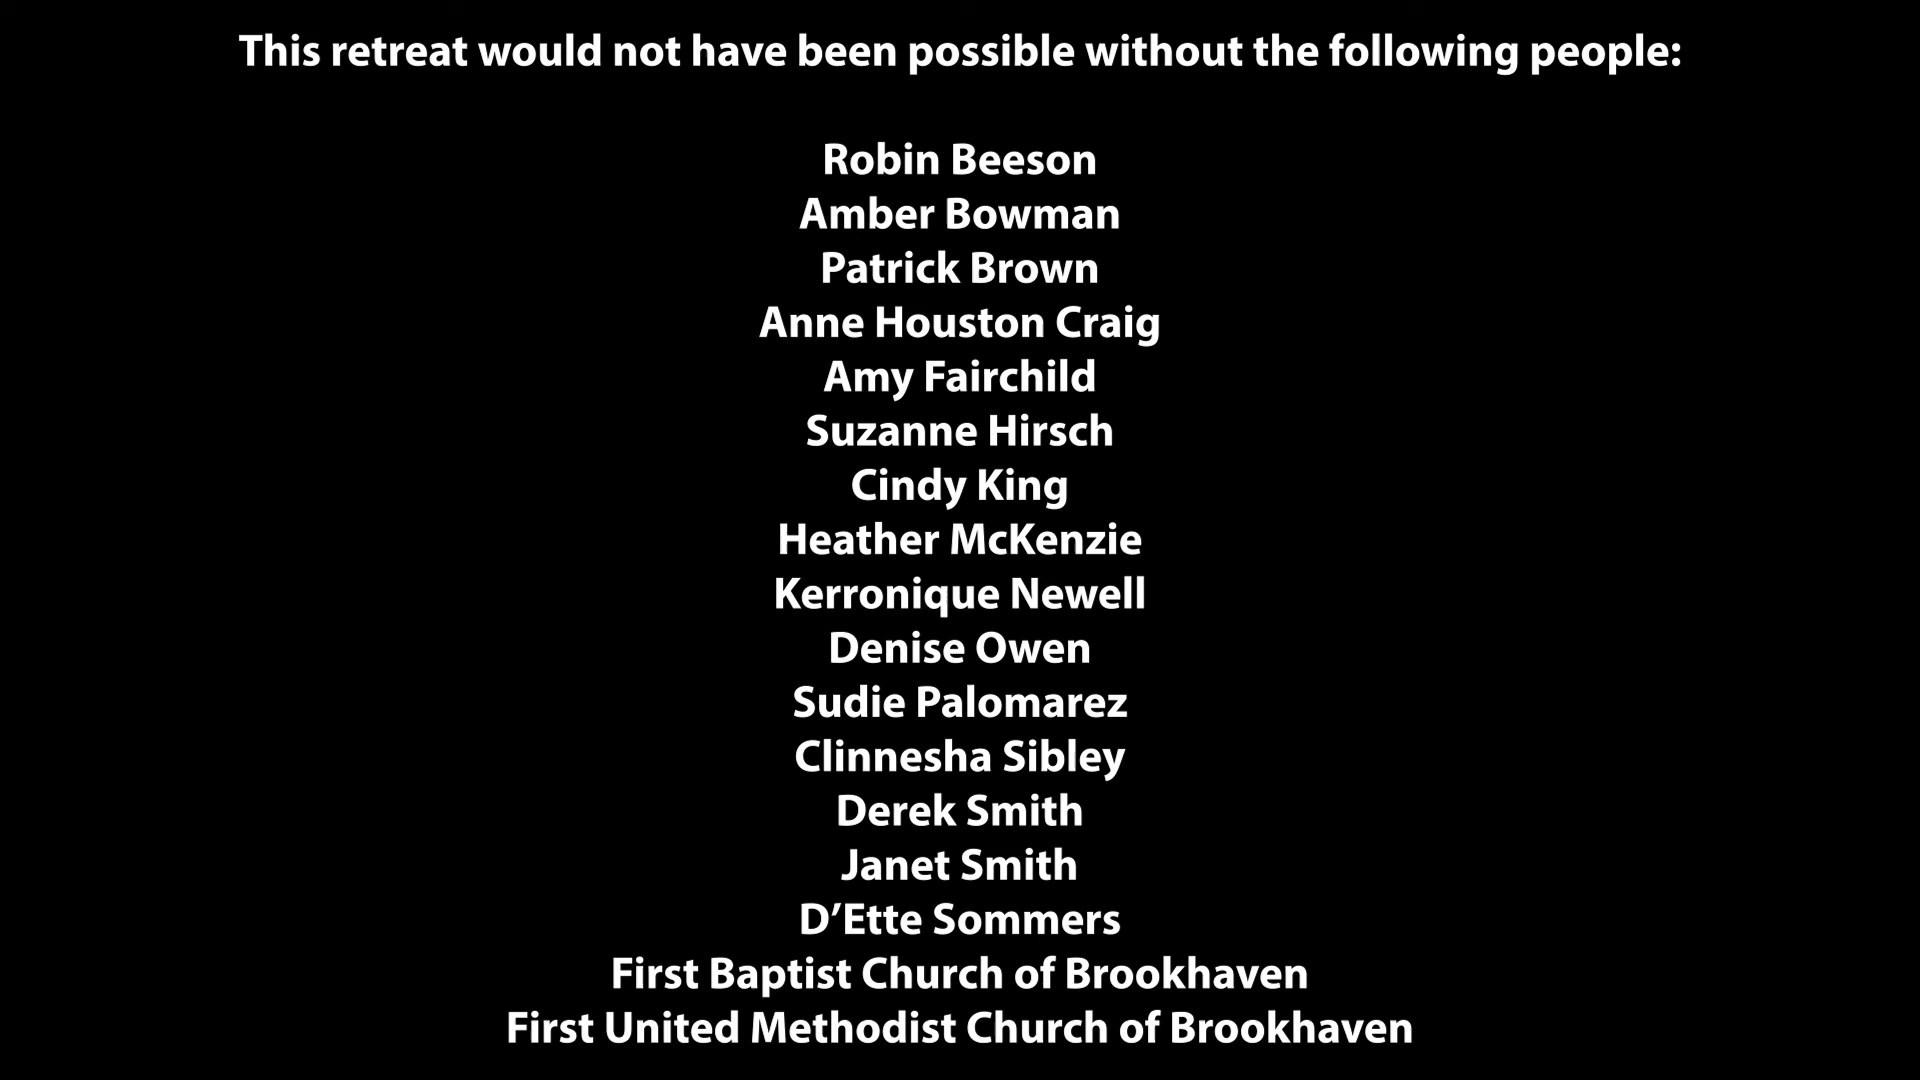 This retreat would not have been possible without the following people:
Robin Beeson
Amber Bowman
Patrick Brown
Anne Houston Craig
Amy Fairchild
Suzanne Hirsch
Cindy King
Heather McKenzie
Kerronique Newell
Denise Owen
Sudie Palomarez
Clinnesha Sibley
Derek Smith
Janet Smith
D’Ette Sommers
First Baptist Church of Brookhaven
First United Methodist Church of Brookhaven